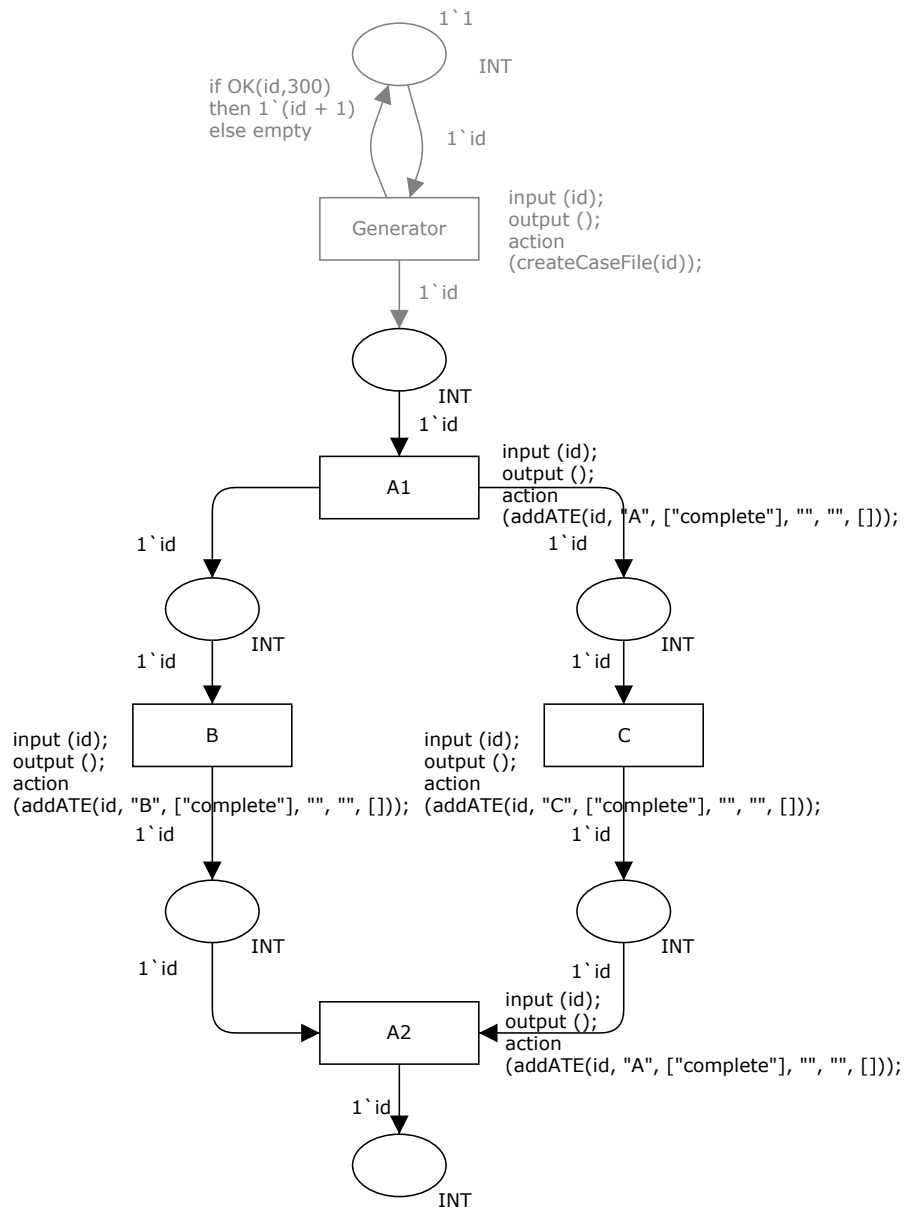 1`1
INT
if OK(id,300)
then 1`(id + 1)
else empty
1`id
Generator
input (id);
output ();
action
(createCaseFile(id));
1`id
INT
1`id
A1
input (id);
output ();
action
(addATE(id, "A", ["complete"], "", "", []));
1`id
1`id
INT
INT
1`id
1`id
B
input (id);
output ();
action
(addATE(id, "B", ["complete"], "", "", []));
C
input (id);
output ();
action
(addATE(id, "C", ["complete"], "", "", []));
1`id
1`id
INT
INT
1`id
1`id
A2
input (id);
output ();
action
(addATE(id, "A", ["complete"], "", "", []));
1`id
INT